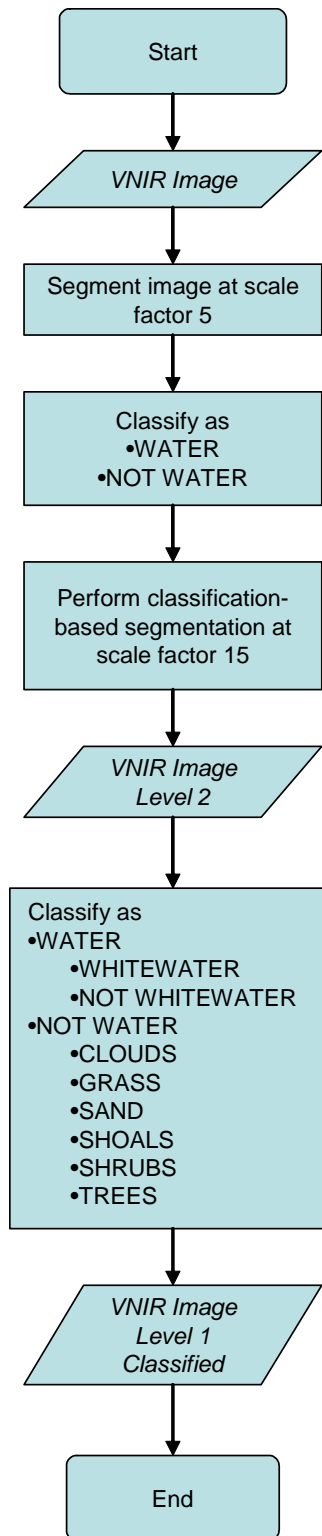 Start
VNIR Image
Segment image at scale
factor 5
Classify as
•WATER
•NOT WATER
Perform classification-
based segmentation at
scale factor 15
VNIR Image
Level 2
Classify as
•WATER
•WHITEWATER
•NOT WHITEWATER
•NOT WATER
•CLOUDS
•GRASS
•SAND
•SHOALS
•SHRUBS
•TREES
VNIR Image
Level 1
Classified
End